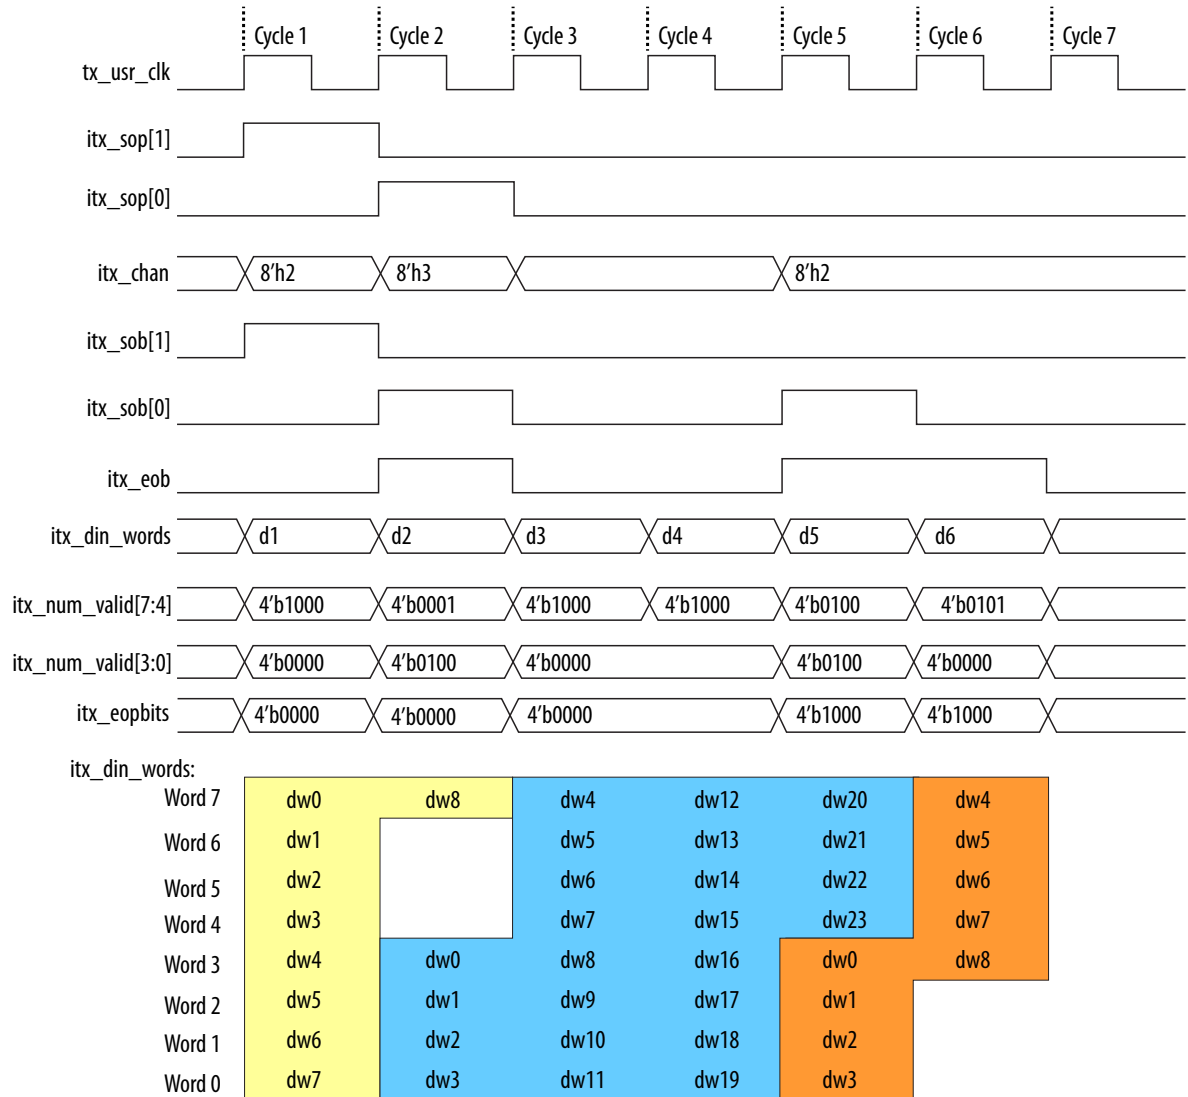 Cycle 1 Cycle 2 Cycle 3 Cycle 4 Cycle 5 Cycle 6 Cycle 7
tx_usr_clk
itx_sop[1]
itx_sop[0]
itx_chan 8’h2 8’h3 8’h2
itx_sob[1]
itx_sob[0]
itx_eob
itx_din_words d1 d2 d3 d4 d5 d6
itx_num_valid[7:4] 4’b1000 4’b0001 4’b1000 4’b1000 4’b0100 4’b0101
itx_num_valid[3:0] 4’b0000 4’b0100 4’b0000 4’b0100 4’b0000
itx_eopbits 4’b0000 4’b0000 4’b0000 4’b1000 4’b1000
itx_din_words:
Word 7 dw0 dw8 dw4 dw12 dw20 dw4
Word 6 dw1 dw5 dw13 dw21 dw5
Word 5 dw2 dw6 dw14 dw22 dw6
Word 4 dw3 dw7 dw15 dw23 dw7
Word 3 dw4 dw0 dw8 dw16 dw0 dw8
Word 2 dw5 dw1 dw9 dw17 dw1
Word 1 dw6 dw2 dw10 dw18 dw2
Word 0 dw7 dw3 dw11 dw19 dw3